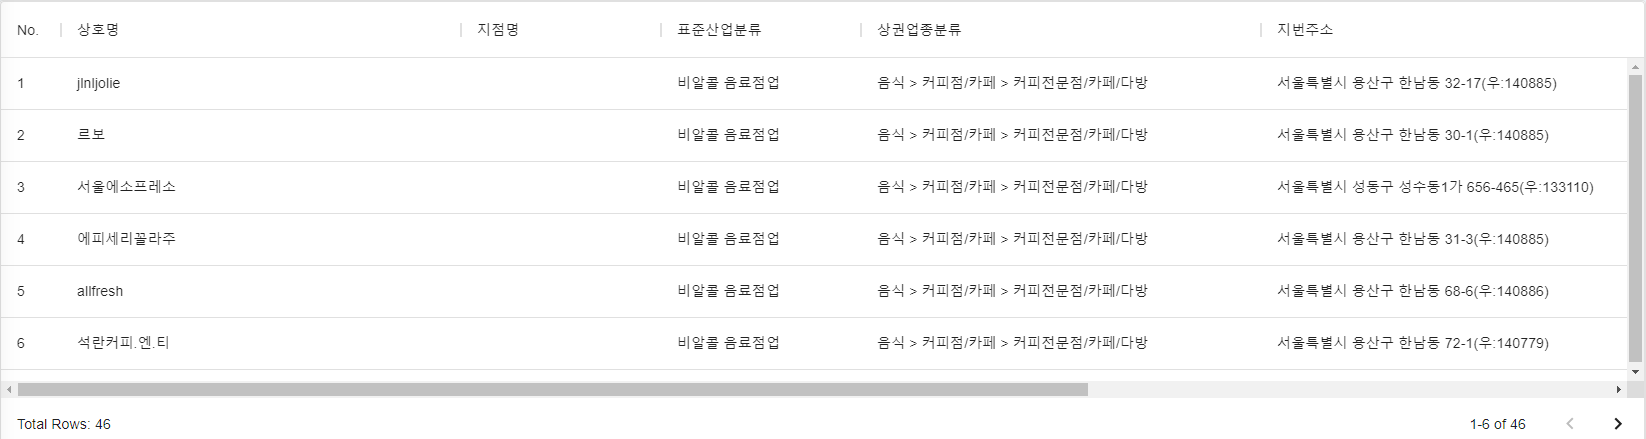 No. 상호명 지점명 표준산업분류 상권업종분류 지번주소
1 jlnljolie 비알콜 음료점업 음식 > 커피점/카페 > 커피전문점/카페/다방 서울특별시 용산구 한남동 32-17(우:140885)
2 르보 비알콜 음료점업 음식 > 커피점/카페 > 커피전문점/카페/다방 서울특별시 용산구 한남동 30-1(우:140885)
3 서울에소프레소 비알콜 음료점업 음식 > 커피점/카페 > 커피전문점/카페/다방 서울특별시 성동구 성수동1가 656-465(우:133110)
4 에피세리꼴라주 비알콜 음료점업 음식 > 커피점/카페 > 커피전문점/카페/다방 서울특별시 용산구 한남동 31-3(우:140885)
5 allfresh 비알콜 음료점업 음식 > 커피점/카페 > 커피전문점/카페/다방 서울특별시 용산구 한남동 68-6(우:140886)
6 석란커피.엔.티 비알콜 음료점업 음식 > 커피점/카페 > 커피전문점/카페/다방 서울특별시 용산구 한남동 72-1(우:140779)
Total Rows: 46 1-6 of 46